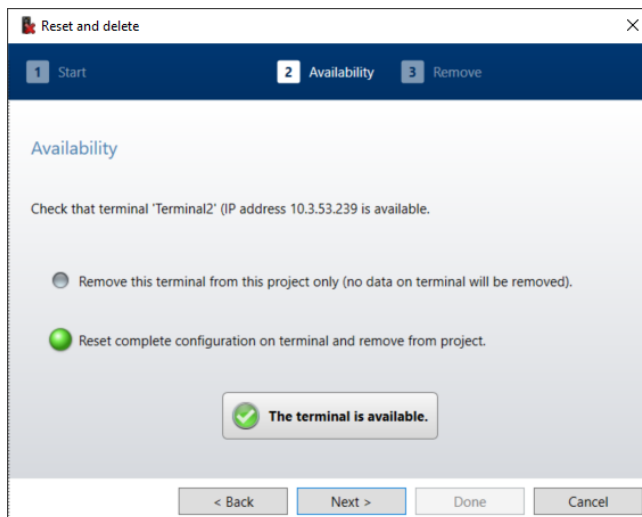 Reset and delete
1 Start 2 Availability 3 Remove
Availability
Check that terminal 'Terminal2' (IP address 10.3.53.239 is available.
Remove this terminal from this project only (no data on terminal will be removed).
Reset complete configuration on terminal and remove from project.
The terminal is available.
< Back Next > Done Cancel